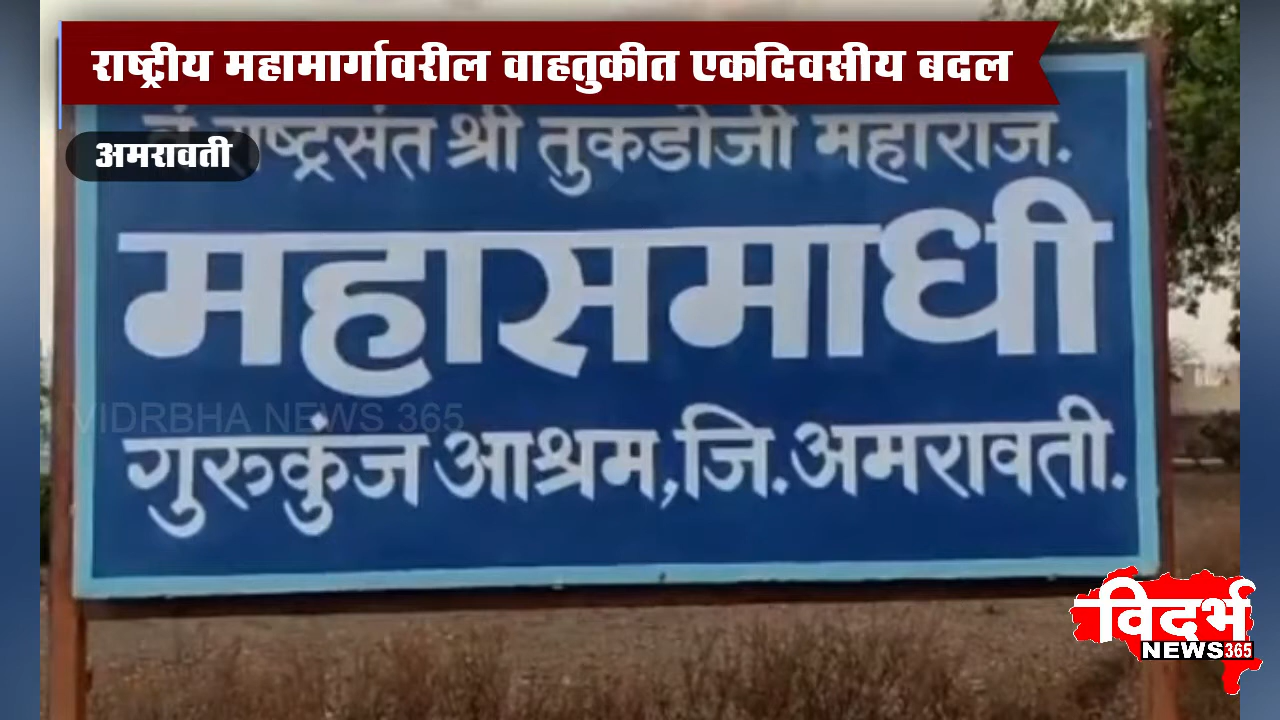 राष्ट्रीय महामार्गावरील वाहतुकीत एकदिवसीय बदल
अमरावती
श्री तुकडोजी महाराज.
महासमाधी
VIDRBHA NEWS 365
गुरुकुंज आश्रम,जि.अमरावती.
विदर्भ
NEWS365